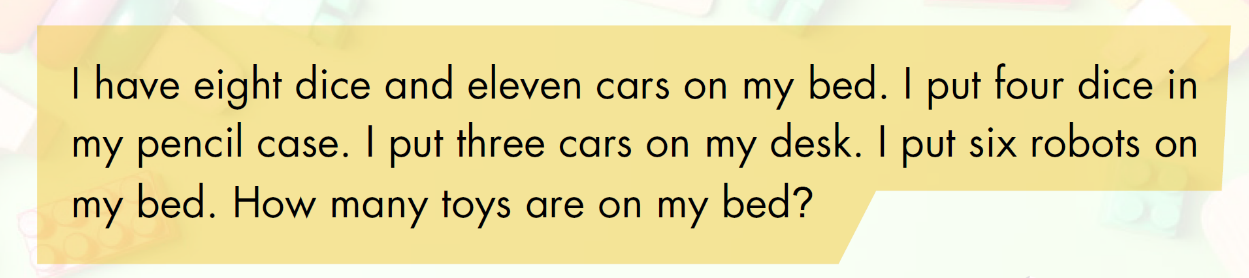 I have eight dice and eleven cars on my bed. I put four dice in
my pencil case. I put three cars on my desk. I put six robots on
my bed. How many toys are on my bed?